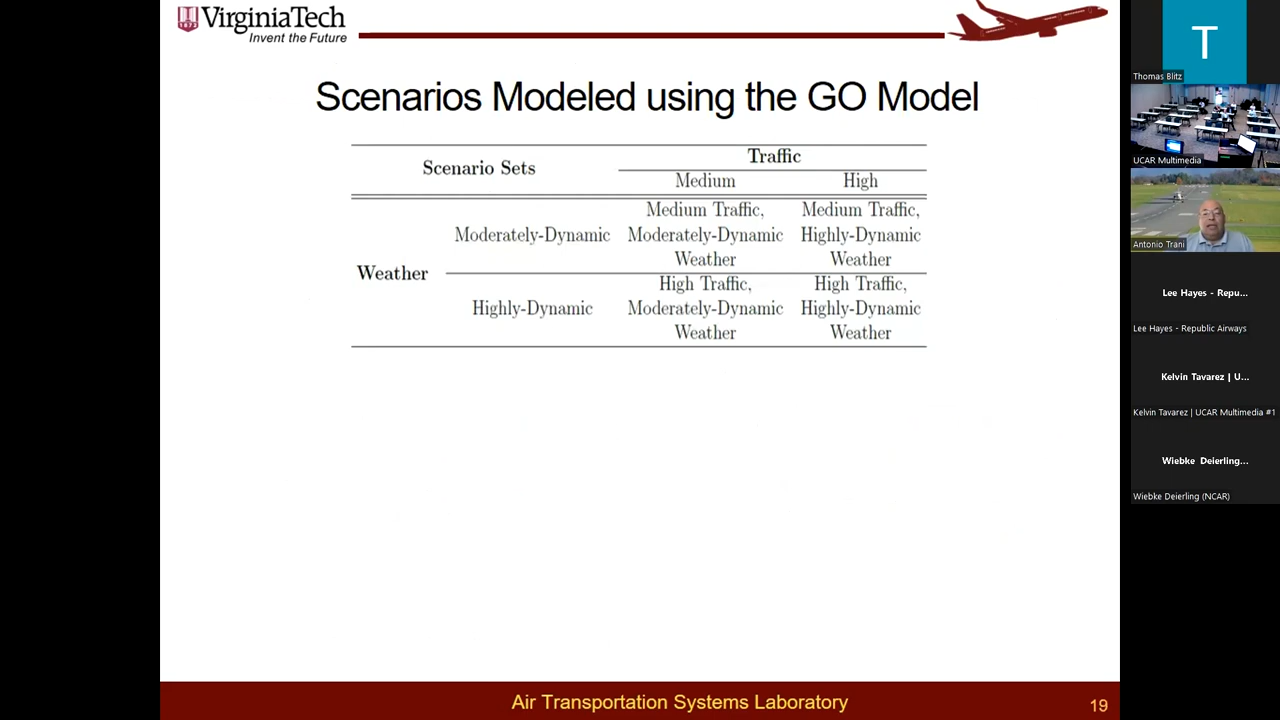 VirginiaTech
Invent the Future
Scenarios Modeled using the GO Model
Scenario Sets
Traffic
Medium
High
Weather
Moderately-Dynamic
Medium Traffic,
Moderately-Dynamic
Weather
Medium Traffic,
Highly-Dynamic
Weather
Highly-Dynamic
High Traffic,
Moderately-Dynamic
Weather
High Traffic,
Highly-Dynamic
Weather
Air Transportation Systems Laboratory
19
T
Thomas Blitz
UCAR Multimedia
Antonio Trani
Lee Hayes - Repu...
Lee Hayes - Republic Airways
Kelvin Tavarez | U...
Kelvin Tavarez | UCAR Multimedia #1
Wiebke Deierling...
Wiebke Deierling (NCAR)